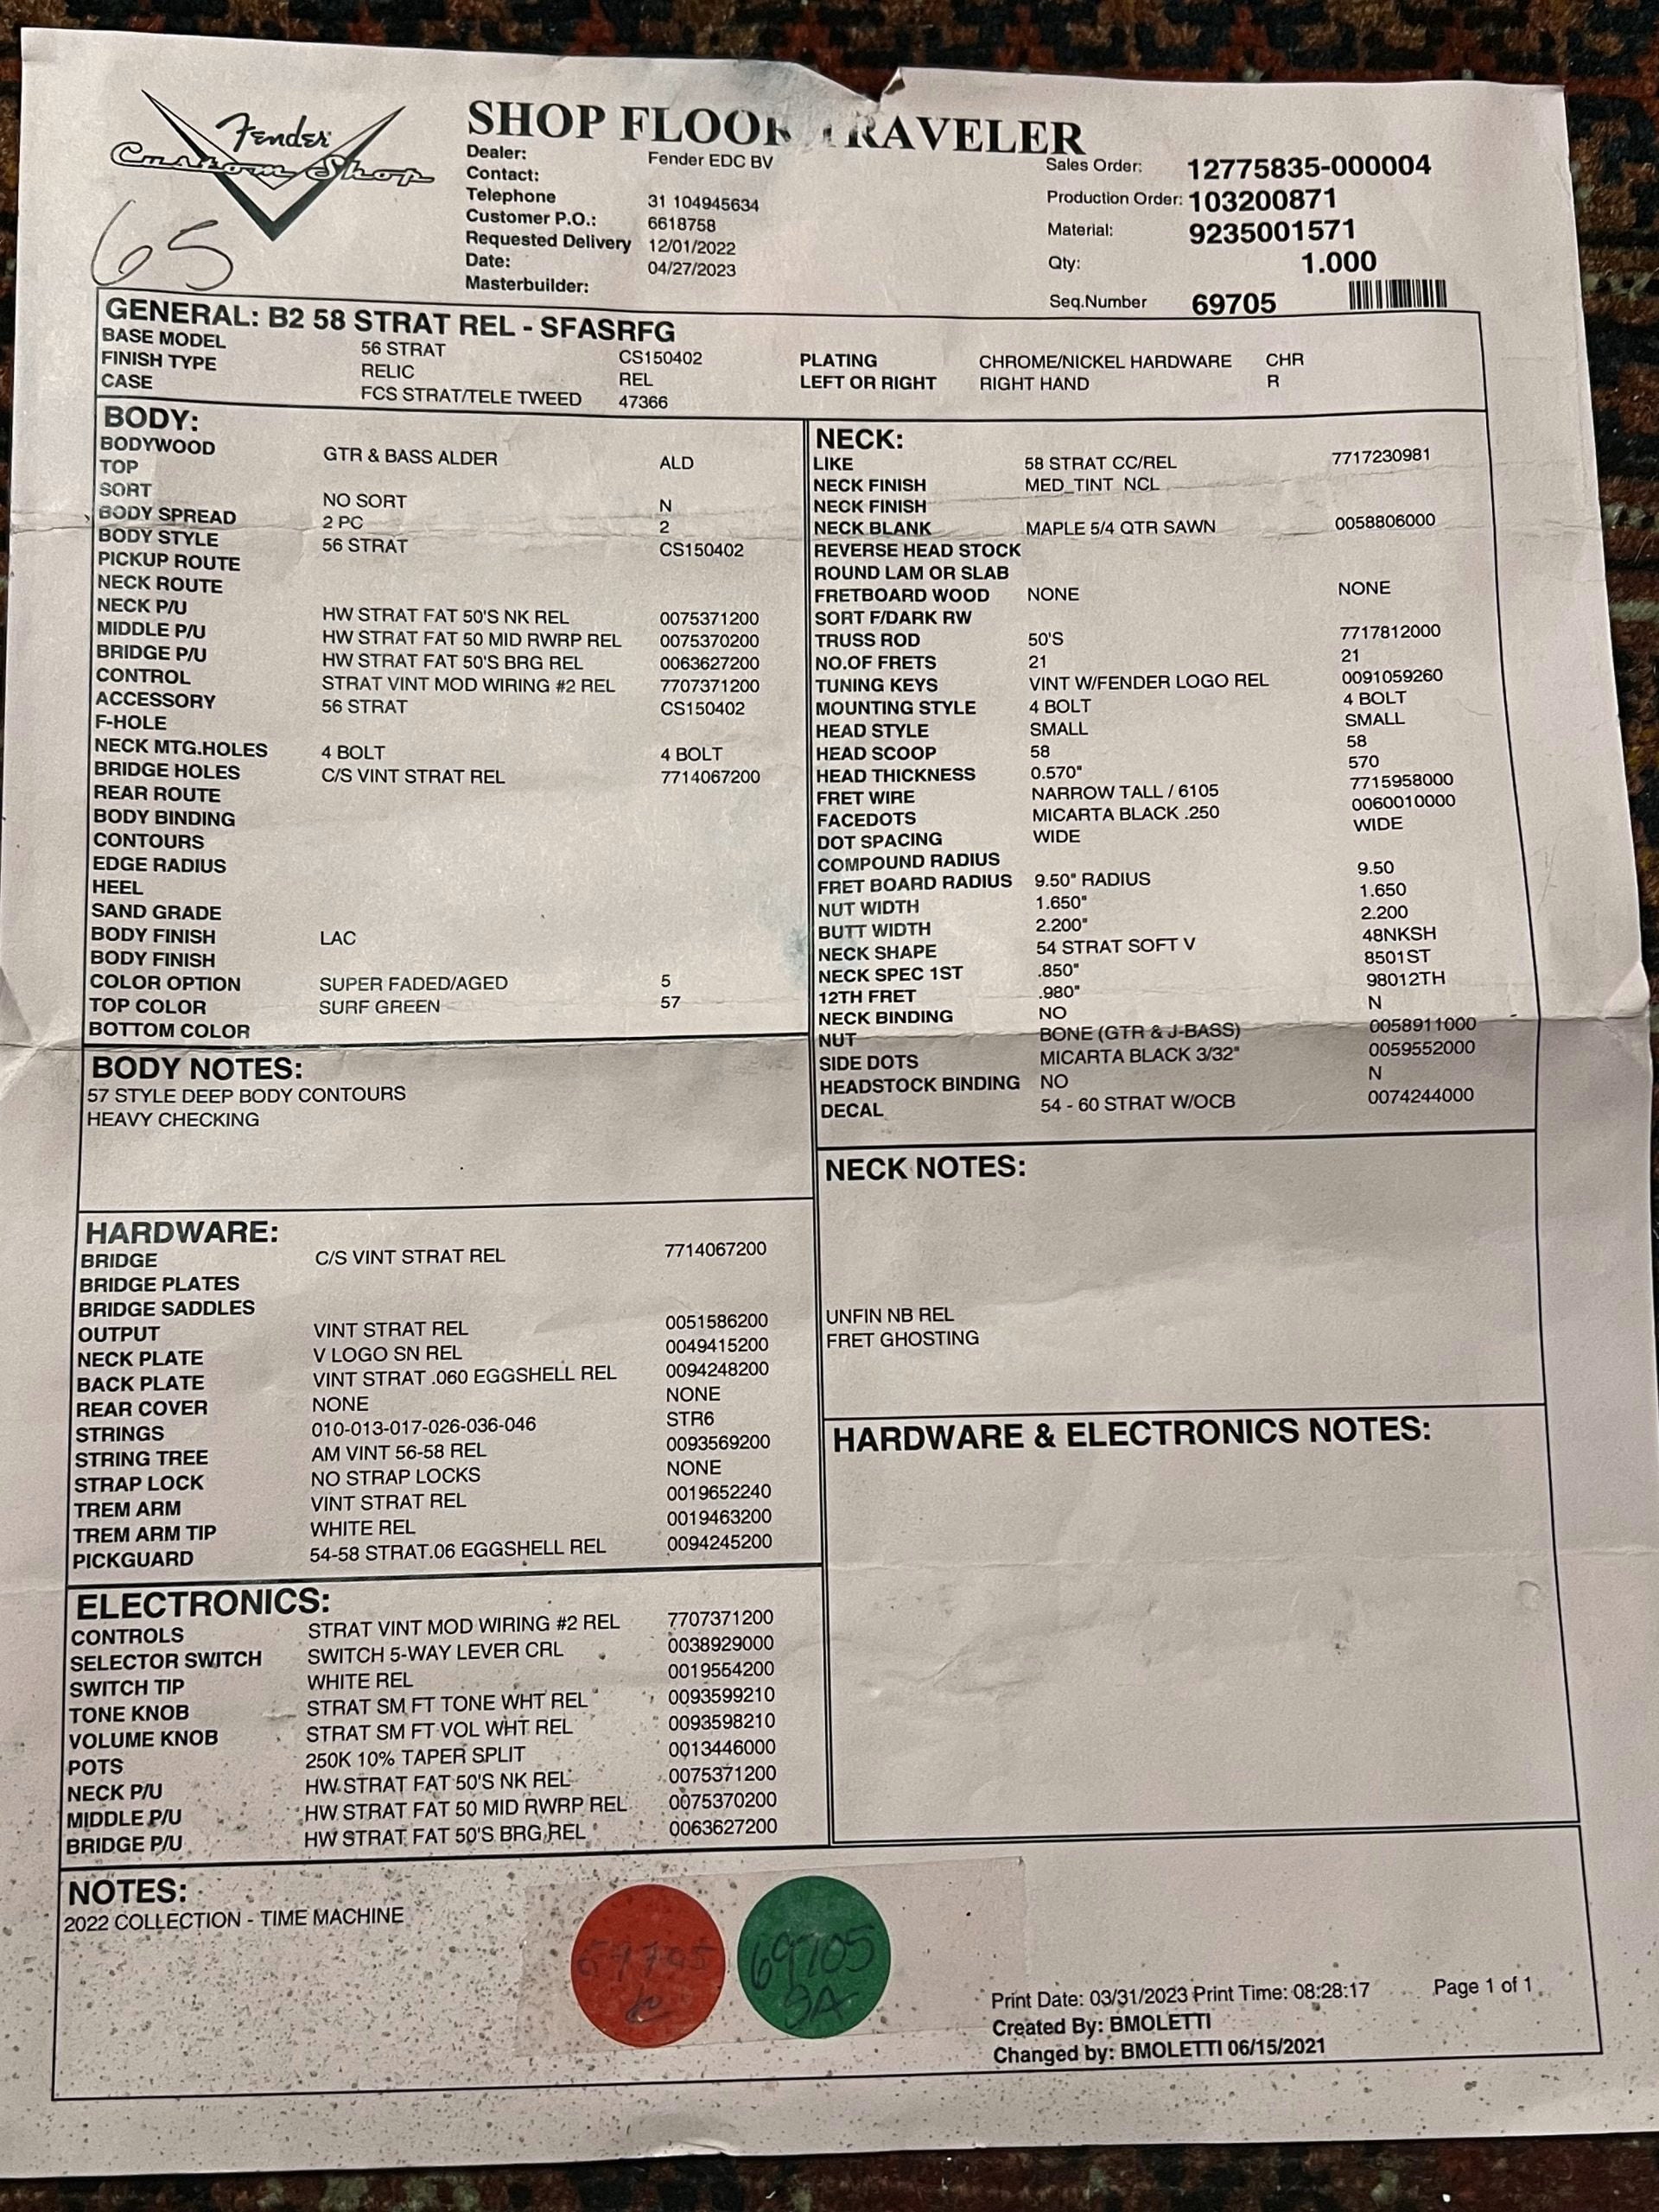 Fender
Custom Shop
65
SHOP FLOOR TRAVELER
Dealer: Fender EDC BV
Contact:
Telephone 31 104945634
Customer P.O.: 6618758
Requested Delivery 12/01/2022
Date: 04/27/2023
Masterbuilder:
Sales Order: 12775835-000004
Production Order: 103200871
Material: 9235001571
Qty: 1.000
Seq.Number 69705
GENERAL: B2 58 STRAT REL - SFASRFG
BASE MODEL 56 STRAT CS150402
FINISH TYPE RELIC REL
CASE FCS STRAT/TELE TWEED 47366
PLATING CHROME/NICKEL HARDWARE CHR
LEFT OR RIGHT RIGHT HAND R
BODY:
BODYWOOD GTR & BASS ALDER ALD
TOP
SORT NO SORT N
BODY SPREAD 2 PC 2
BODY STYLE 56 STRAT CS150402
PICKUP ROUTE
NECK ROUTE
NECK P/U HW STRAT FAT 50'S NK REL 0075371200
MIDDLE P/U HW STRAT FAT 50 MID RWRP REL 0075370200
BRIDGE P/U HW STRAT FAT 50'S BRG REL 0063627200
CONTROL STRAT VINT MOD WIRING #2 REL 7707371200
ACCESSORY 56 STRAT CS150402
F-HOLE
NECK MTG.HOLES 4 BOLT 4 BOLT
BRIDGE HOLES C/S VINT STRAT REL 7714067200
REAR ROUTE
BODY BINDING
CONTOURS
EDGE RADIUS
HEEL
SAND GRADE
BODY FINISH LAC
BODY FINISH
COLOR OPTION SUPER FADED/AGED 5
TOP COLOR SURF GREEN 57
BOTTOM COLOR
BODY NOTES:
57 STYLE DEEP BODY CONTOURS
HEAVY CHECKING
HARDWARE:
BRIDGE C/S VINT STRAT REL 7714067200
BRIDGE PLATES
BRIDGE SADDLES
OUTPUT VINT STRAT REL 0051586200
NECK PLATE V LOGO SN REL 0049415200
BACK PLATE VINT STRAT .060 EGGSHELL REL 0094248200
REAR COVER NONE NONE
STRINGS 010-013-017-026-036-046 STR6
STRING TREE AM VINT 56-58 REL 0093569200
STRAP LOCK NO STRAP LOCKS NONE
TREM ARM VINT STRAT REL 0019652240
TREM ARM TIP WHITE REL 0019463200
PICKGUARD 54-58 STRAT.06 EGGSHELL REL 0094245200
ELECTRONICS:
CONTROLS STRAT VINT MOD WIRING #2 REL 7707371200
SELECTOR SWITCH SWITCH 5-WAY LEVER CRL 0038929000
SWITCH TIP WHITE REL 0019554200
TONE KNOB STRAT SM FT TONE WHT REL 0093599210
VOLUME KNOB STRAT SM FT VOL WHT REL 0093598210
POTS 250K 10% TAPER SPLIT 0013446000
NECK P/U HW STRAT FAT 50'S NK REL 0075371200
MIDDLE P/U HW STRAT FAT 50 MID RWRP REL 0075370200
BRIDGE P/U HW STRAT FAT 50'S BRG REL 0063627200
NECK:
LIKE 58 STRAT CC/REL 7717230981
NECK FINISH MED_TINT NCL
NECK FINISH
NECK BLANK MAPLE 5/4 QTR SAWN 0058806000
REVERSE HEAD STOCK
ROUND LAM OR SLAB
FRETBOARD WOOD NONE NONE
SORT F/DARK RW
TRUSS ROD 50'S 7717812000
NO.OF FRETS 21 21
TUNING KEYS VINT W/FENDER LOGO REL 0091059260
MOUNTING STYLE 4 BOLT 4 BOLT
HEAD STYLE SMALL SMALL
HEAD SCOOP 58 58
HEAD THICKNESS 0.570" 570
FRET WIRE NARROW TALL / 6105 7715958000
FACEDOTS MICARTA BLACK .250 0060010000
DOT SPACING WIDE WIDE
COMPOUND RADIUS
FRET BOARD RADIUS 9.50" RADIUS 9.50
NUT WIDTH 1.650" 1.650
BUTT WIDTH 2.200" 2.200
NECK SHAPE 54 STRAT SOFT V 48NKSH
NECK SPEC 1ST .850" 8501ST
12TH FRET .980" 98012TH
NECK BINDING NO N
NUT BONE (GTR & J-BASS) 0058911000
SIDE DOTS MICARTA BLACK 3/32" 0059552000
HEADSTOCK BINDING NO N
DECAL 54 - 60 STRAT W/OCB 0074244000
NECK NOTES:
UNFIN NB REL
FRET GHOSTING
HARDWARE & ELECTRONICS NOTES:
NOTES:
2022 COLLECTION - TIME MACHINE
69705
SA
Print Date: 03/31/2023 Print Time: 08:28:17 Page 1 of 1
Created By: BMOLETTI
Changed by: BMOLETTI 06/15/2021